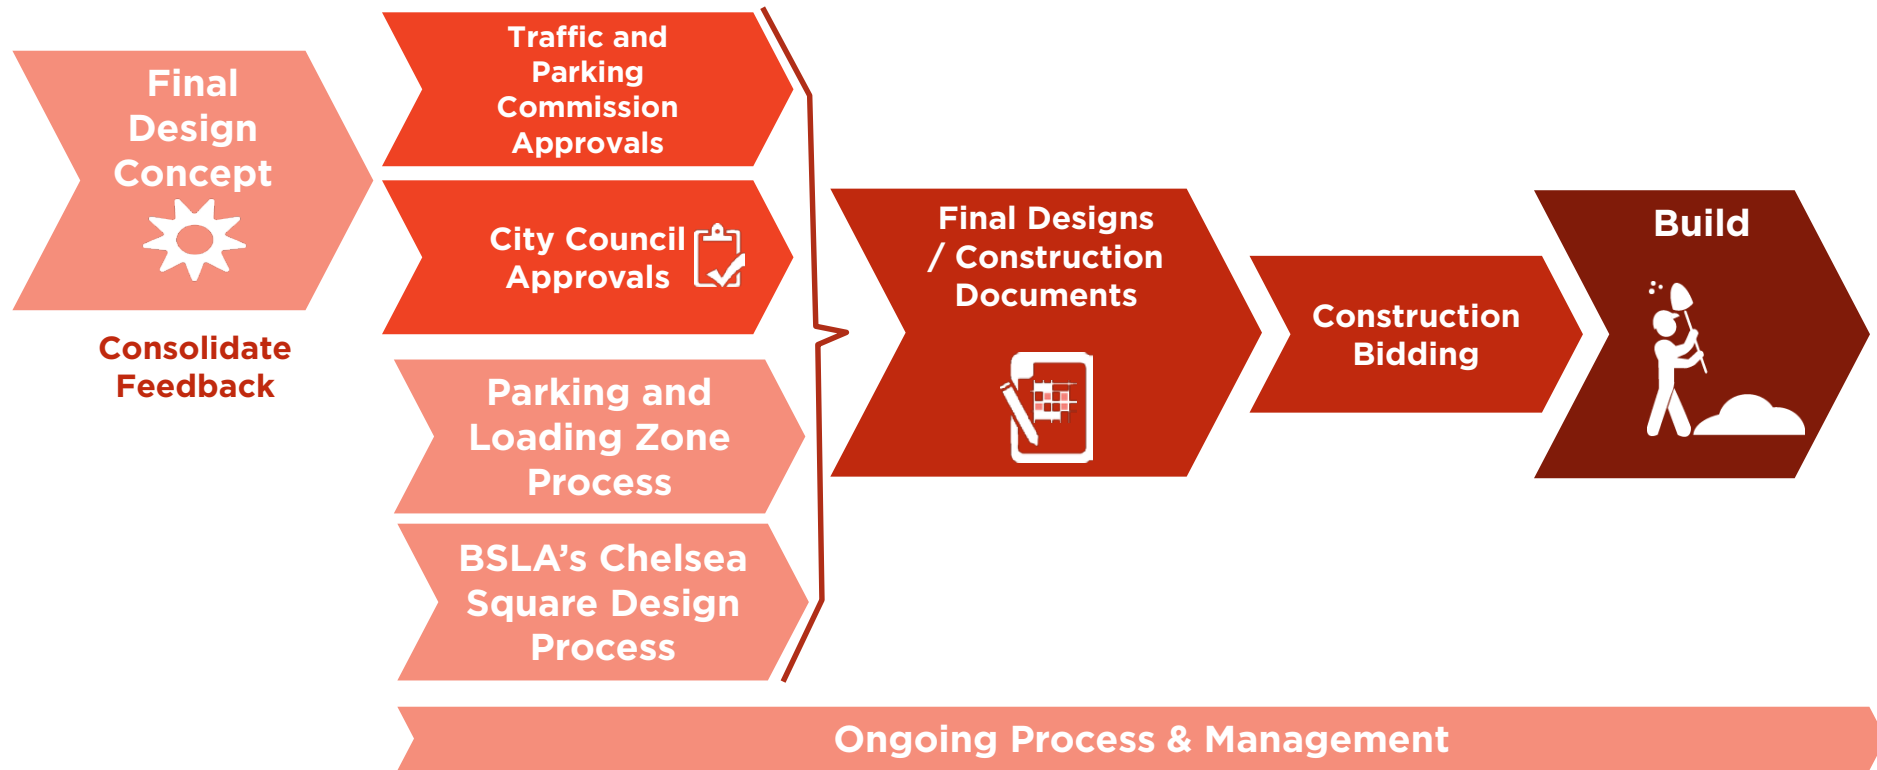 Final
Design
Concept
Consolidate
Feedback
Traffic and
Parking
Commission
Approvals
City Council
Approvals
Parking and
Loading Zone
Process
BSLA’s Chelsea
Square Design
Process
Final Designs
/ Construction
Documents
Construction
Bidding
Build
Ongoing Process & Management